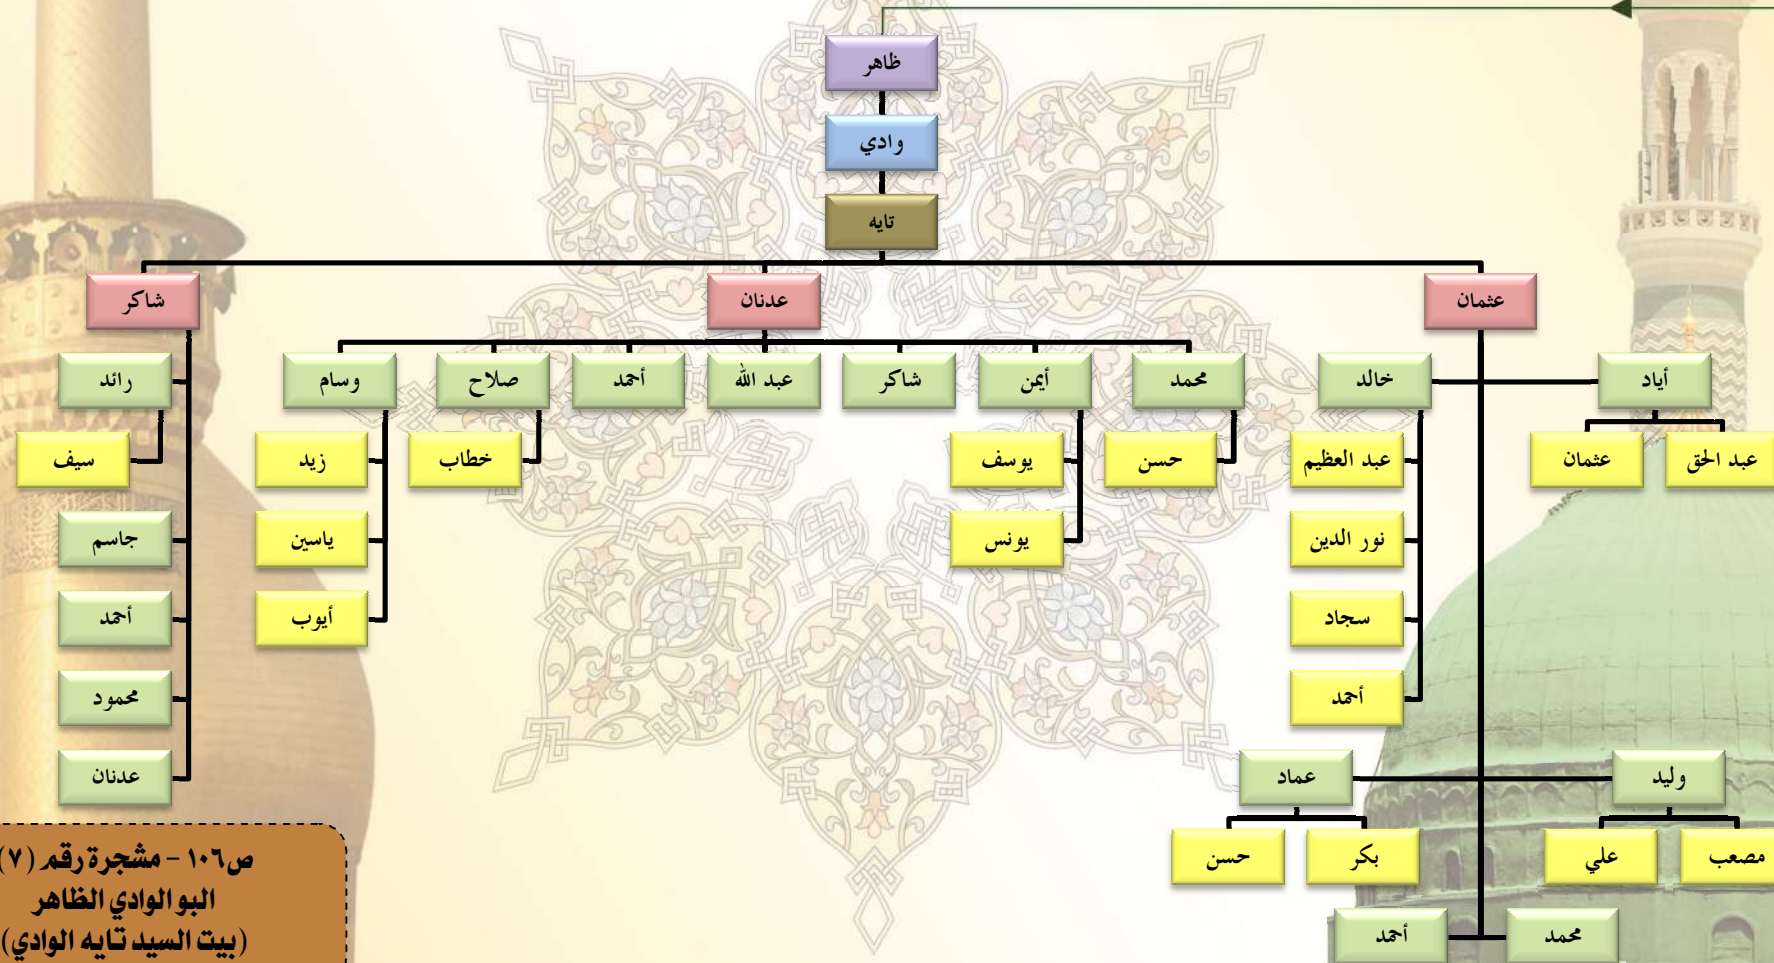 ظاهر
وادي
تايه
عثمان
عدنان
شاكر
أياد
خالد
محمد
أيمن
شاكر
عبد الله
أحمد
صلاح
وسام
رائد
عبد الحق
عثمان
عبد العظيم
حسن
يوسف
خطاب
زيد
سيف
نور الدين
يونس
ياسين
جاسم
سجاد
أيوب
أحمد
أحمد
محمود
وليد
عماد
عدنان
مصعب
علي
بكر
حسن
محمد
أحمد
ص١٠٦ - مشجرة رقم (٧)
البو الوادي الظاهر
(بيت السيد تايه الوادي)